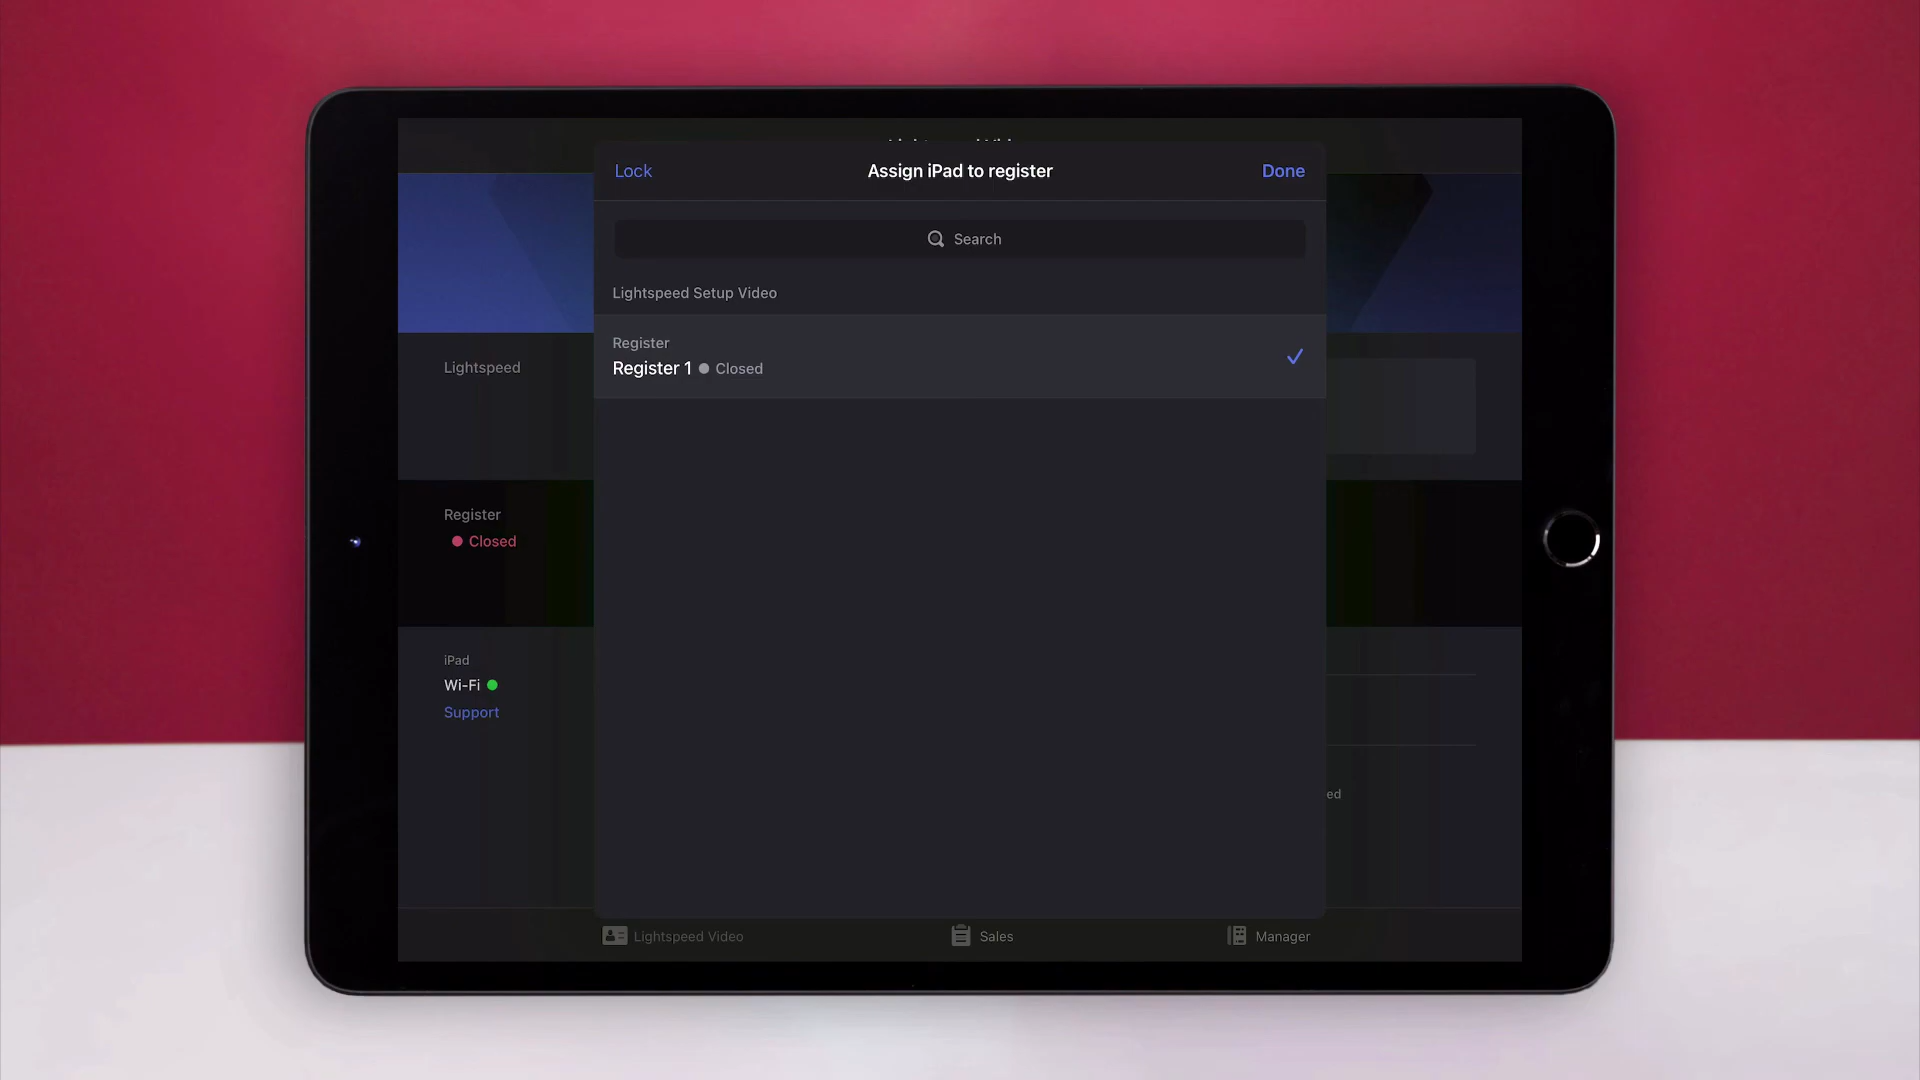 Lock
Assign iPad to register
Done
Search
Lightspeed Setup Video
Register
Register 1 Closed
Lightspeed
Register
Closed
iPad
Wi-Fi
Support
ed
Lightspeed Video
Sales
Manager